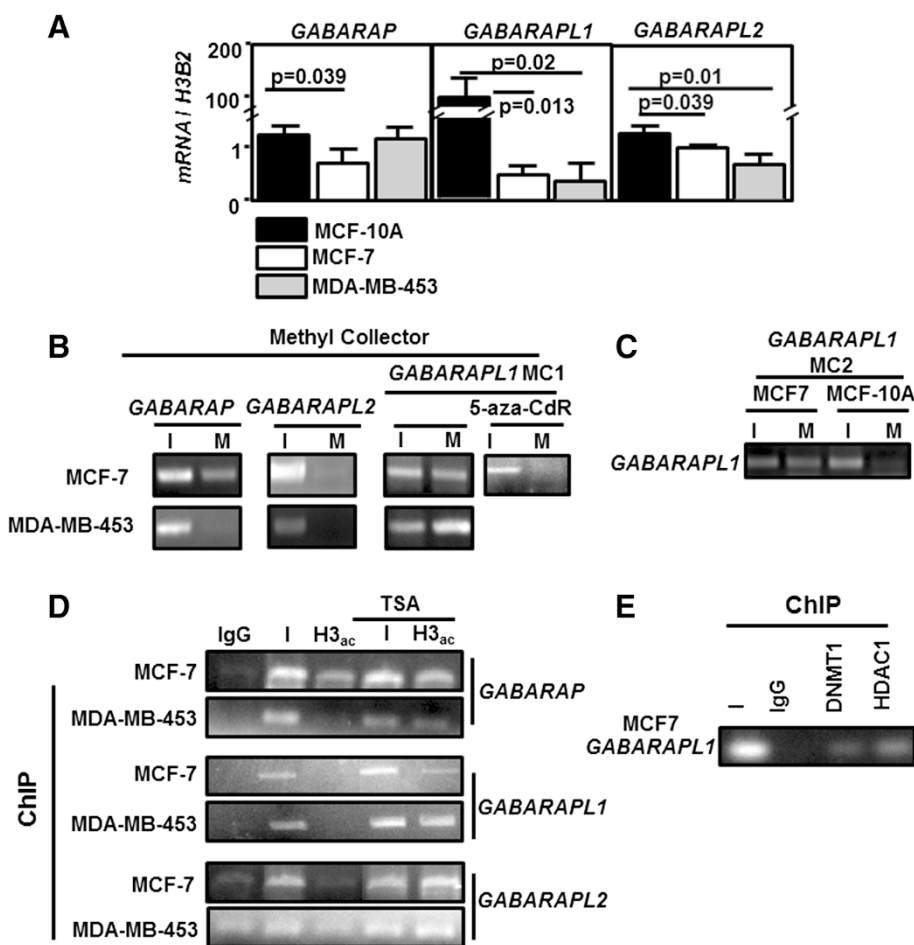 A
GABARAP GABARAPL1 GABARAPL2
mRNA / H3B2
200
100
1
0
p=0.039
p=0.02
p=0.013
p=0.01
p=0.039
MCF-10A
MCF-7
MDA-MB-453
B
Methyl Collector
GABARAPL1 MC1
GABARAP GABARAPL2 5-aza-CdR
I M I M I M I M
MCF-7
MDA-MB-453
C
GABARAPL1
MC2
MCF7 MCF-10A
I M I M
GABARAPL1
D
TSA
IgG I H3ac I H3ac
ChIP
MCF-7
GABARAP
MDA-MB-453
MCF-7
GABARAPL1
MDA-MB-453
MCF-7
GABARAPL2
MDA-MB-453
E
ChIP
I IgG DNMT1 HDAC1
MCF7
GABARAPL1